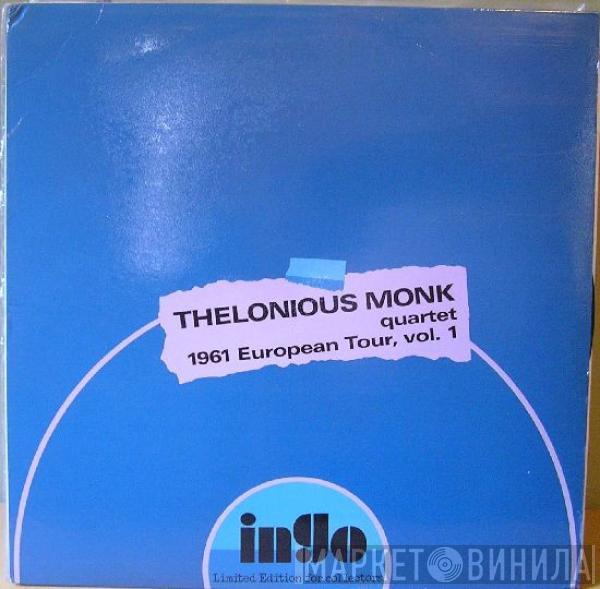 THELONIOUS MONK
quartet
1961 European Tour, vol. 1
ingo
Limited Edition for collectors
МАРКЕТ ВИНИЛА